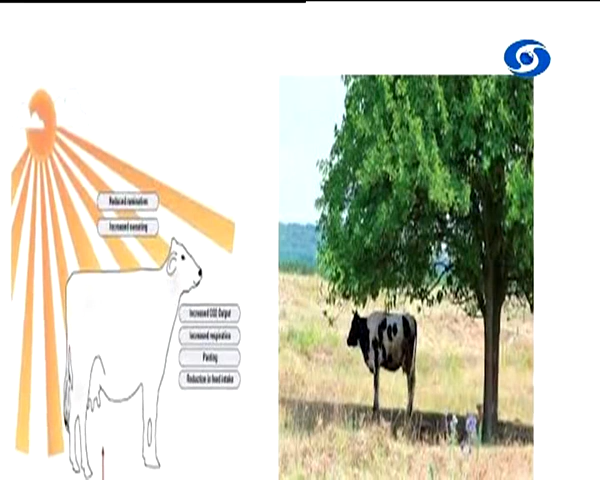 Reduced rumination
Increased sweating
Increased CO2 Output
Increased respiration
Panting
Reduction in feed intake